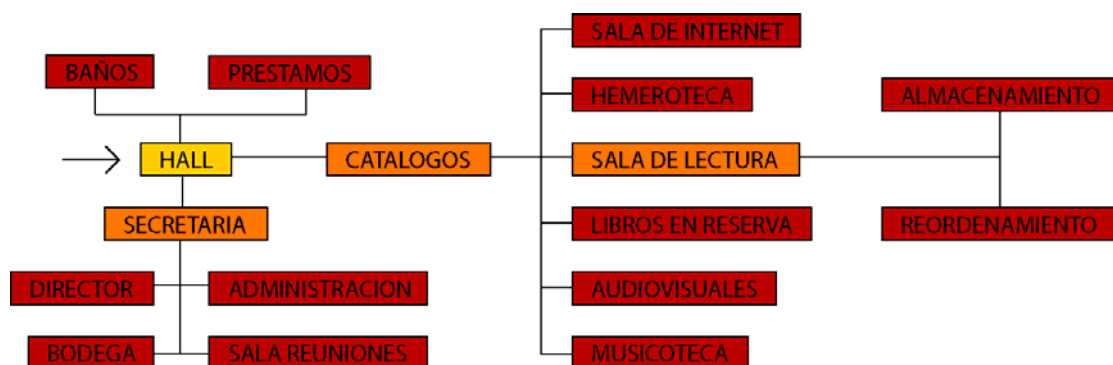 SALA DE INTERNET
BAÑOS
PRESTAMOS
HEMEROTECA
ALMACENAMIENTO
HALL
CATALOGOS
SALA DE LECTURA
SECRETARIA
LIBROS EN RESERVA
REORDENAMIENTO
DIRECTOR
ADMINISTRACION
AUDIOVISUALES
BODEGA
SALA REUNIONES
MUSICOTECA